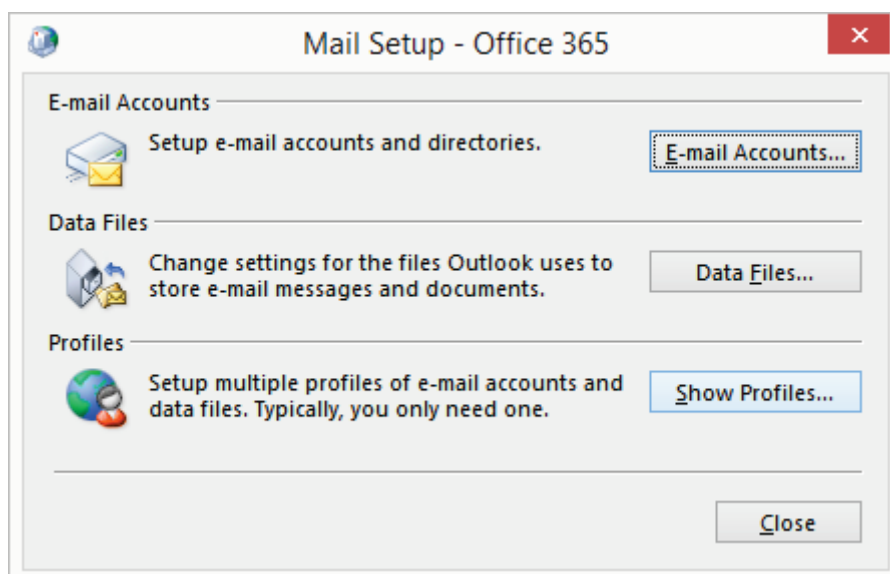 Mail Setup - Office 365
E-mail Accounts
Setup e-mail accounts and directories.
E-mail Accounts...
Data Files
Change settings for the files Outlook uses to
store e-mail messages and documents.
Data Files...
Profiles
Setup multiple profiles of e-mail accounts and
data files. Typically, you only need one.
Show Profiles...
Close